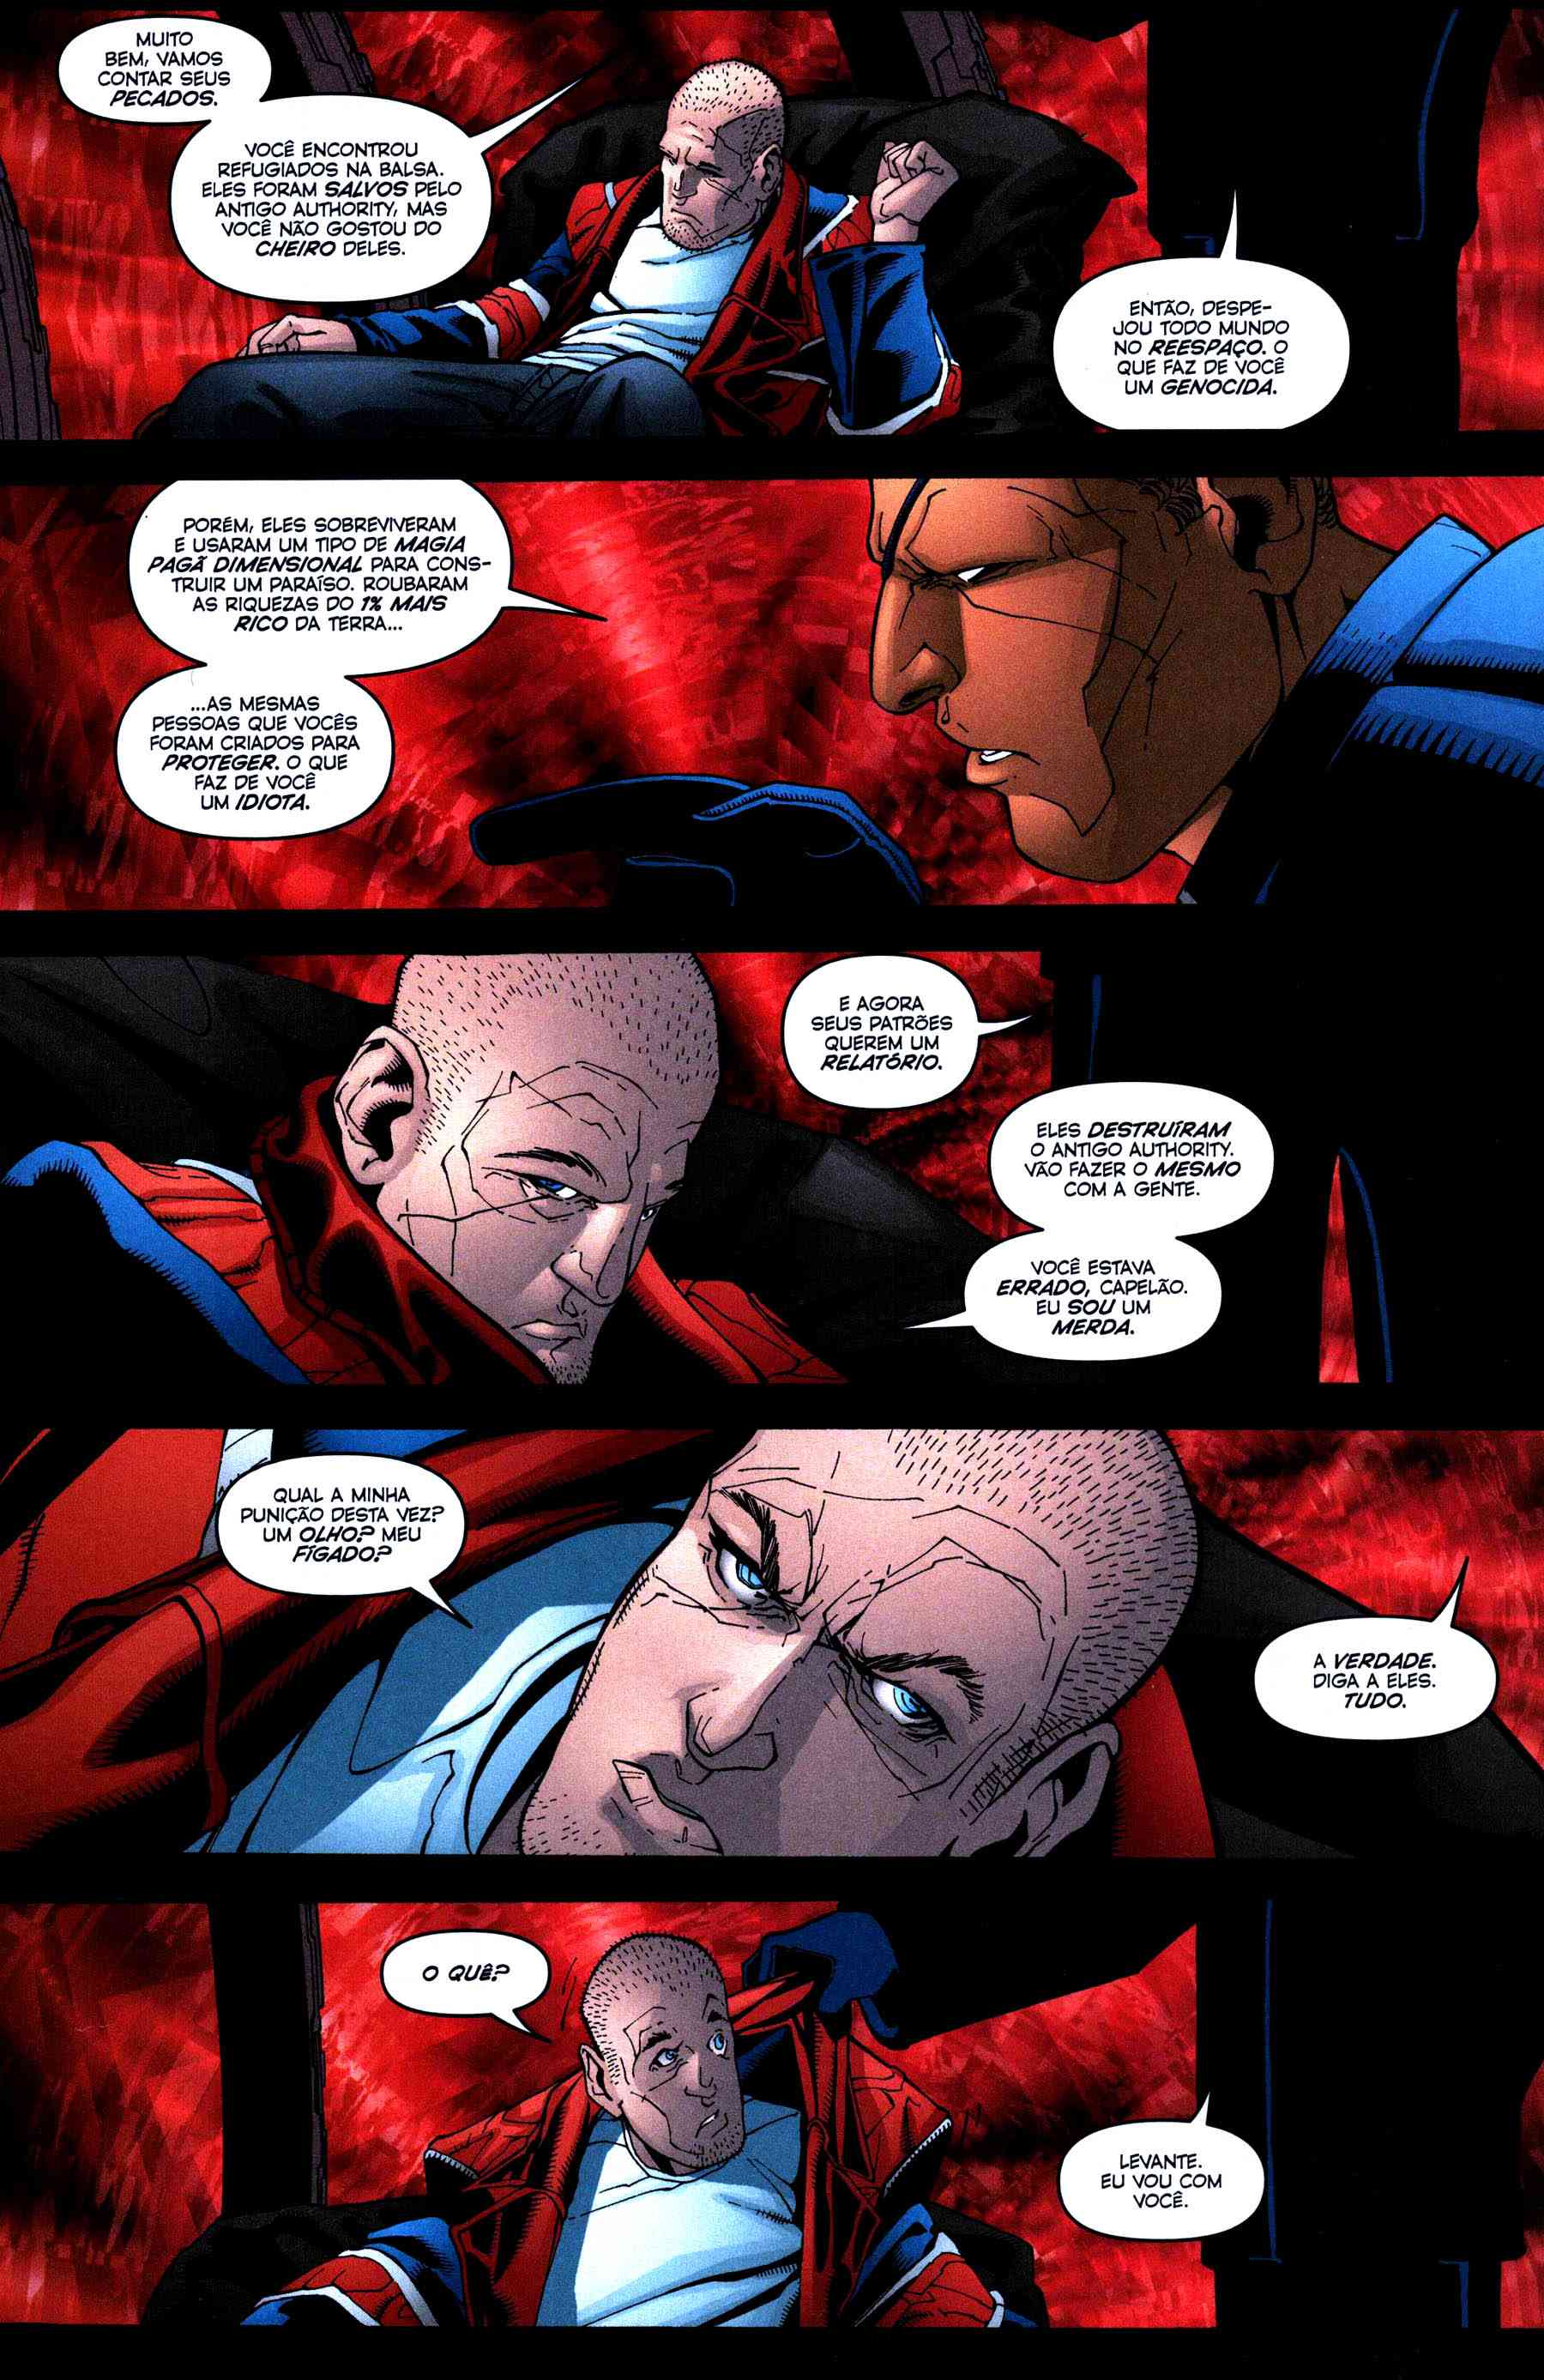 MUITO
BEM, VAMOS
CONTAR SEUS
PECADOS.
VOCÊ ENCONTROU
REFUGIADOS NA BALSA.
ELES FORAM SALVOS PELO
ANTIGO AUTHORITY, MAS
VOCÊ NÃO GOSTOU DO
CHEIRO DELES.
ENTÃO, DESPE-
JOU TODO MUNDO
NO REESPAÇO. O
QUE FAZ DE VOCÊ
UM GENOCIDA.
PORÉM, ELES SOBREVIVERAM
E USARAM UM TIPO DE MAGIA
PAGÃ DIMENSIONAL PARA CONS-
TRUIR UM PARAÍSO. ROUBARAM
AS RIQUEZAS DO 1% MAIS
RICO DA TERRA...
...AS MESMAS
PESSOAS QUE VOCÊS
FORAM CRIADOS PARA
PROTEGER. O QUE
FAZ DE VOCÊ
UM IDIOTA.
E AGORA
SEUS PATRÕES
QUEREM UM
RELATÓRIO.
ELES DESTRUÍRAM
O ANTIGO AUTHORITY.
VÃO FAZER O MESMO
COM A GENTE.
VOCÊ ESTAVA
ERRADO, CAPELÃO.
EU SOU UM
MERDA.
QUAL A MINHA
PUNIÇÃO DESTA VEZ?
UM OLHO? MEU
FÍGADO?
A VERDADE.
DIGA A ELES.
TUDO.
O QUÊ?
LEVANTE.
EU VOU COM
VOCÊ.